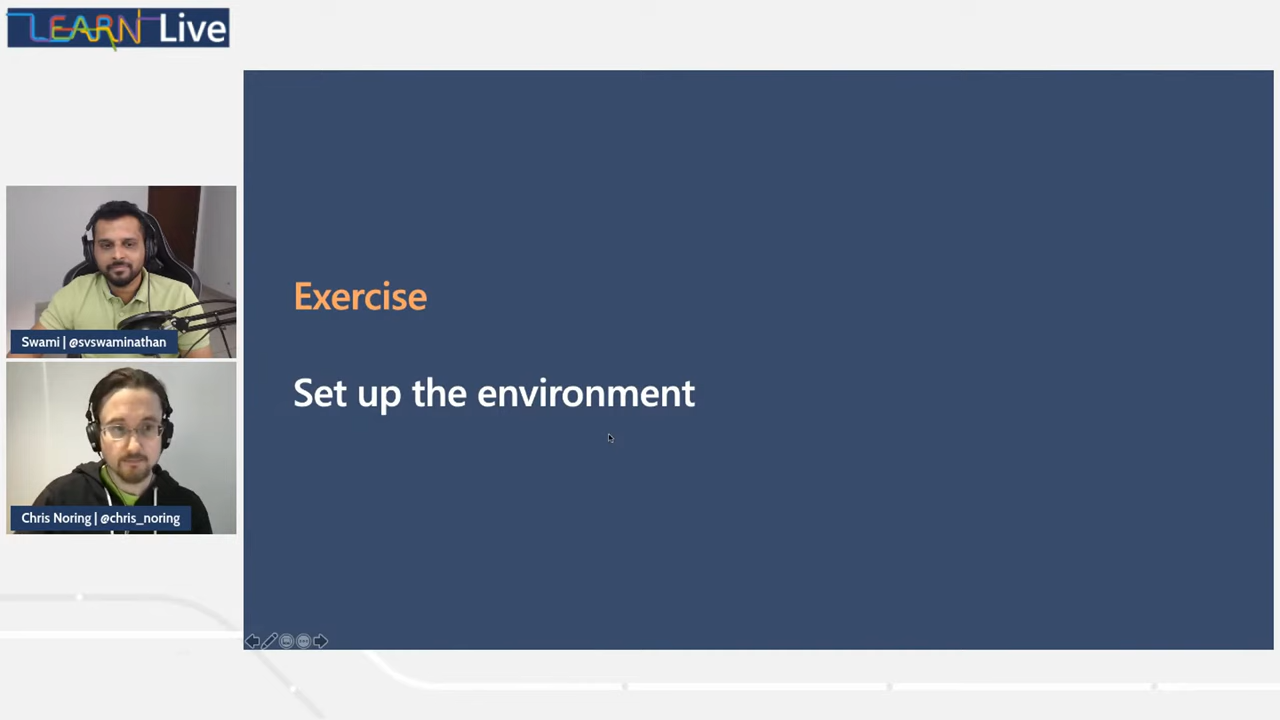 LEARN Live
Exercise
Set up the environment
Swami | @svswaminathan
Chris Noring | @chris_noring